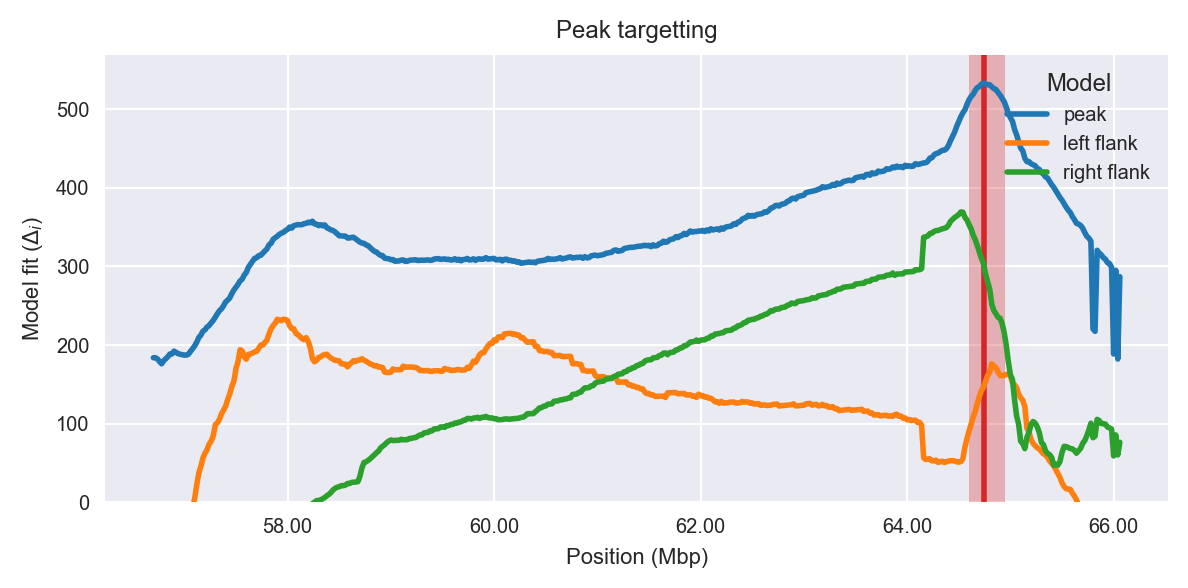 Peak targetting
Model fit (Δᵢ)
500
400
300
200
100
0
Model
peak
left flank
right flank
58.00
60.00
62.00
64.00
66.00
Position (Mbp)